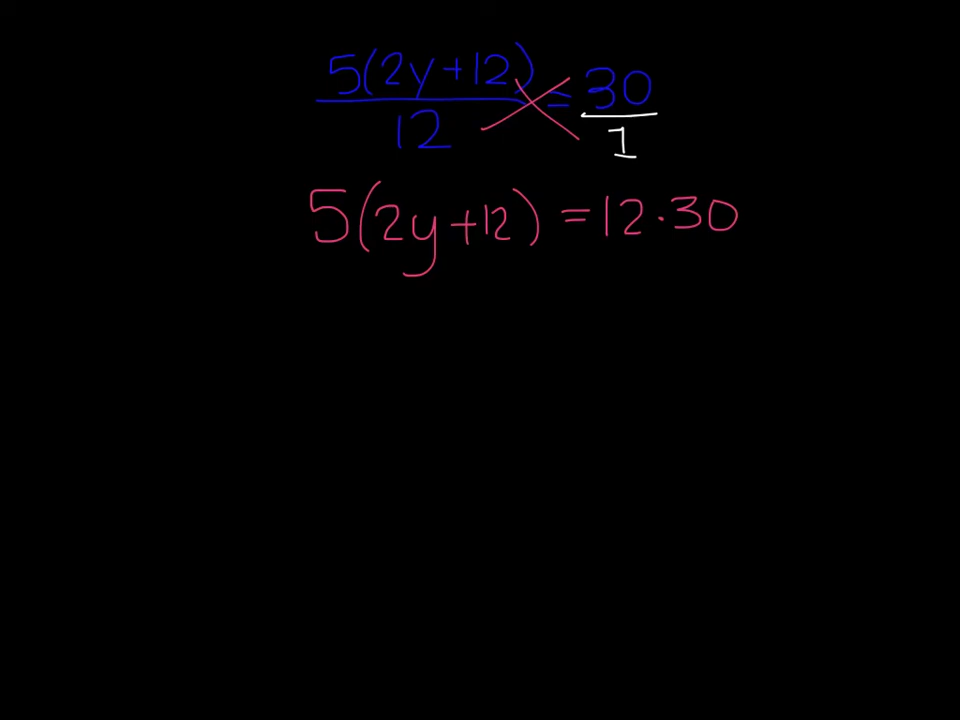 5(2y+12)/12 = 30/1
5(2y+12) = 12·30